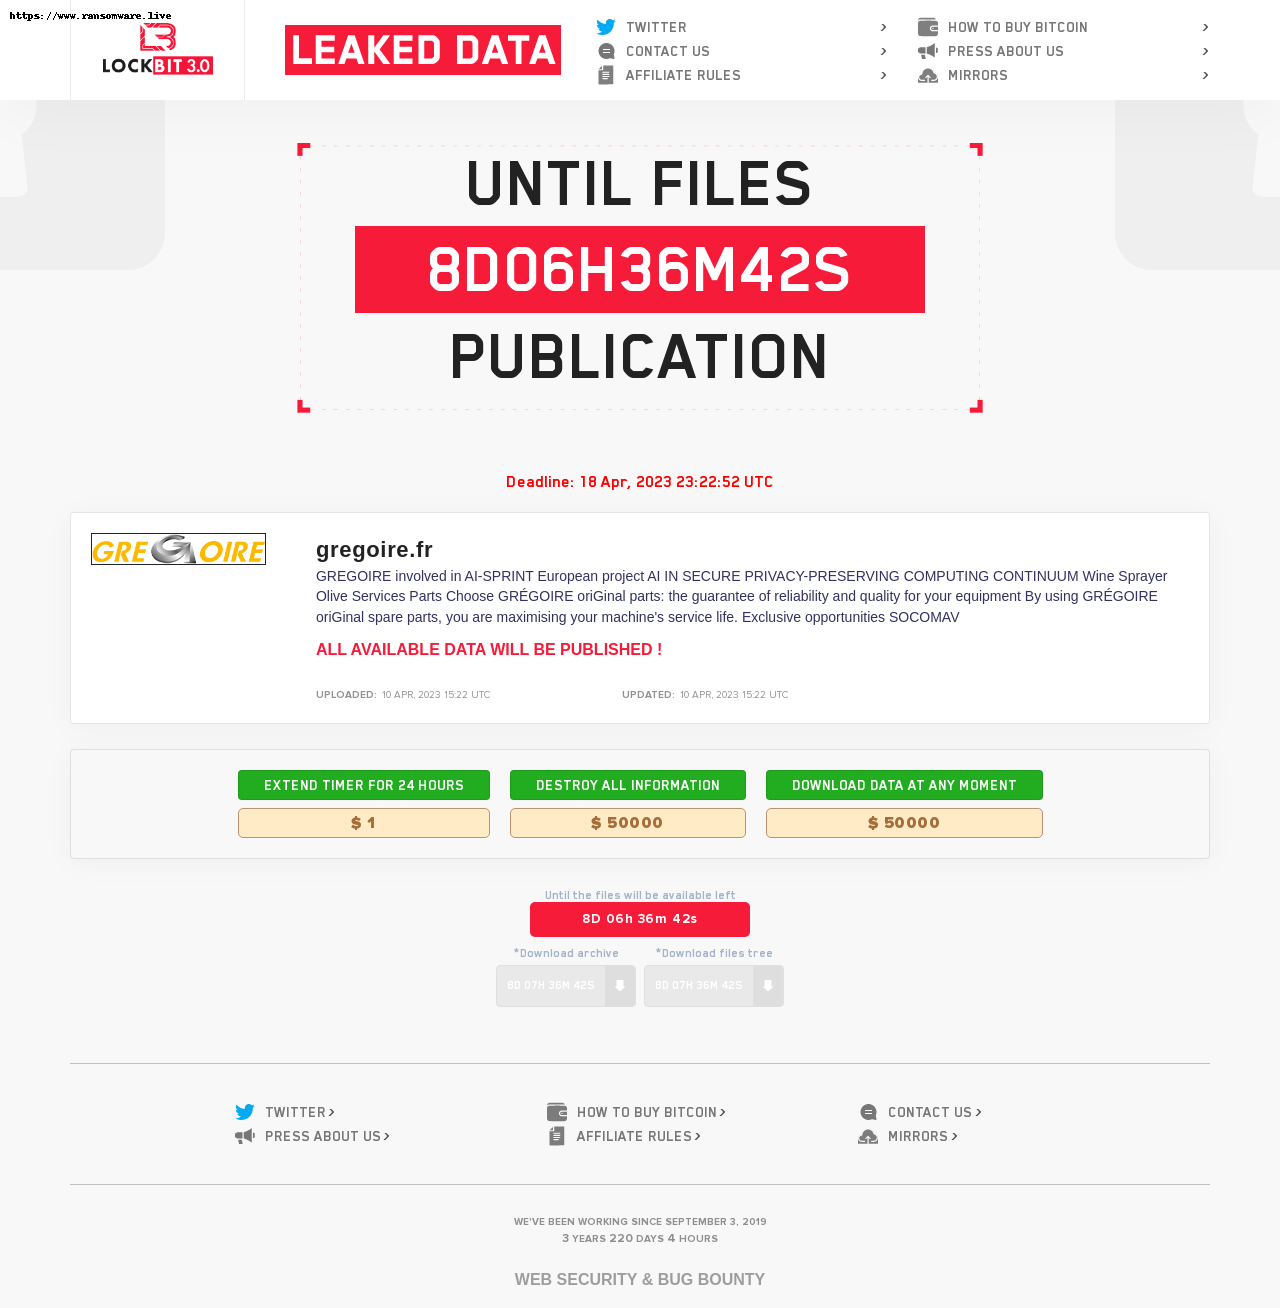 https://www.ransomware.live
LOCKBIT 3.0
LEAKED DATA
TWITTER
CONTACT US
AFFILIATE RULES
HOW TO BUY BITCOIN
PRESS ABOUT US
MIRRORS
UNTIL FILES
8D06H36M42S
PUBLICATION
Deadline: 18 Apr, 2023 23:22:52 UTC
GREGOIRE
gregoire.fr
GREGOIRE involved in AI-SPRINT European project AI IN SECURE PRIVACY-PRESERVING COMPUTING CONTINUUM Wine Sprayer
Olive Services Parts Choose GRÉGOIRE oriGinal parts: the guarantee of reliability and quality for your equipment By using GRÉGOIRE
oriGinal spare parts, you are maximising your machine's service life. Exclusive opportunities SOCOMAV
ALL AVAILABLE DATA WILL BE PUBLISHED !
UPLOADED: 10 APR, 2023 15:22 UTC
UPDATED: 10 APR, 2023 15:22 UTC
EXTEND TIMER FOR 24 HOURS
$ 1
DESTROY ALL INFORMATION
$ 50000
DOWNLOAD DATA AT ANY MOMENT
$ 50000
Until the files will be available left
8D 06h 36m 42s
*Download archive
8D 07H 36M 42S
*Download files tree
8D 07H 36M 42S
TWITTER
PRESS ABOUT US
HOW TO BUY BITCOIN
AFFILIATE RULES
CONTACT US
MIRRORS
WE'VE BEEN WORKING SINCE SEPTEMBER 3, 2019
3 YEARS 220 DAYS 4 HOURS
WEB SECURITY & BUG BOUNTY